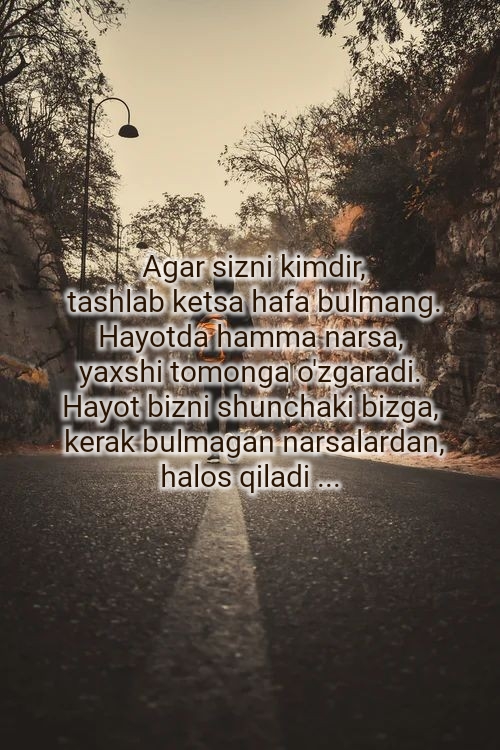 Agar sizni kimdir,
tashlab ketsa hafa bulmang.
Hayotda hamma narsa,
yaxshi tomonga o'zgaradi.
Hayot bizni shunchaki bizga,
kerak bulmagan narsalardan,
halos qiladi ...